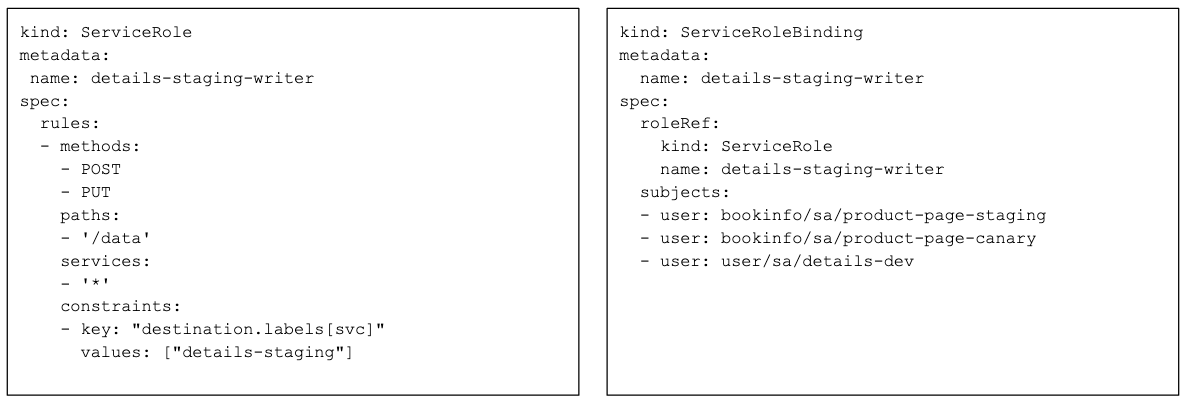 kind: ServiceRole
metadata:
 name: details-staging-writer
spec:
  rules:
  - methods:
    - POST
    - PUT
    paths:
    - '/data'
    services:
    - '*'
    constraints:
    - key: "destination.labels[svc]"
      values: ["details-staging"]
kind: ServiceRoleBinding
metadata:
  name: details-staging-writer
spec:
  roleRef:
    kind: ServiceRole
    name: details-staging-writer
  subjects:
  - user: bookinfo/sa/product-page-staging
  - user: bookinfo/sa/product-page-canary
  - user: user/sa/details-dev